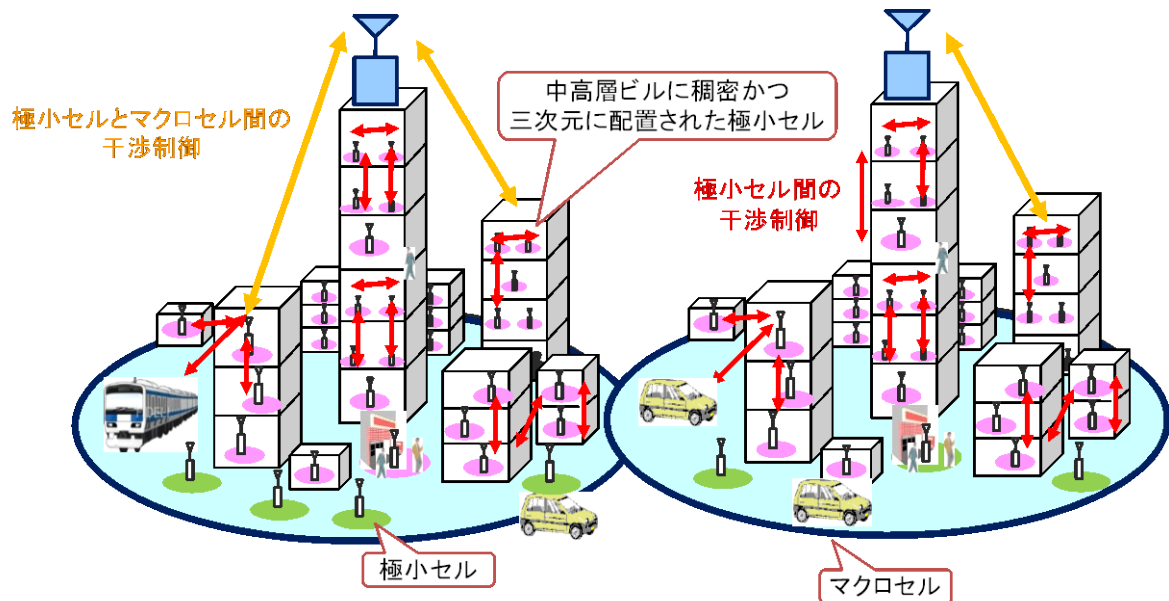 中高層ビルに稠密かつ
三次元に配置された極小セル
極小セルとマクロセル間の
干渉制御
極小セル間の
干渉制御
極小セル
マクロセル